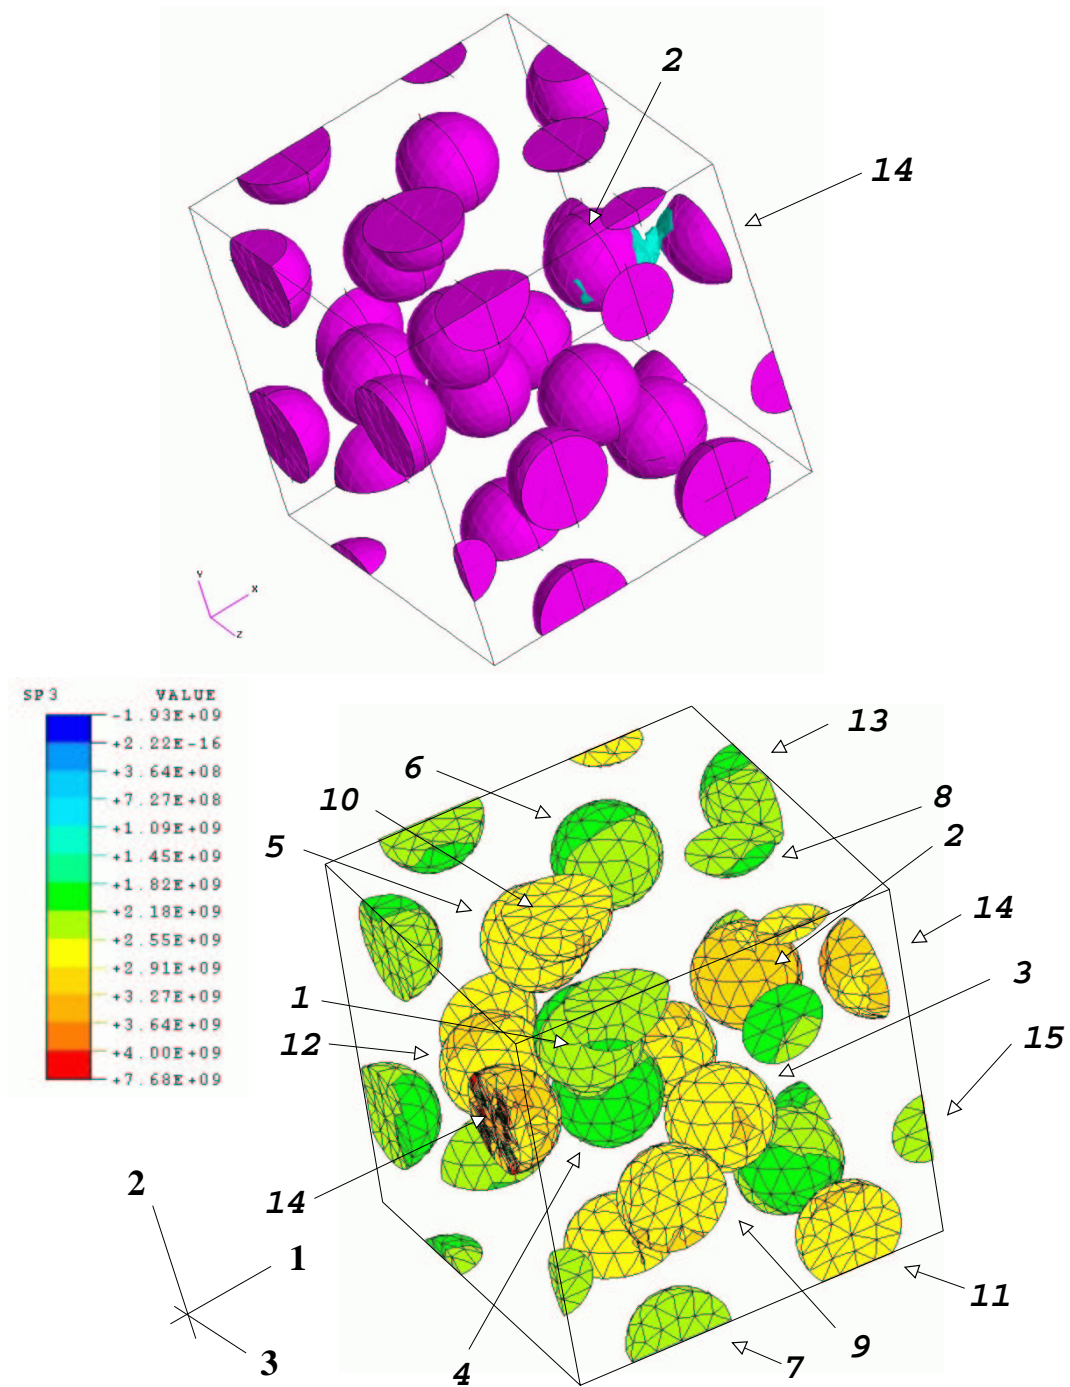 2
14
Y
X
Z
SP3 VALUE
-1.93E+09
+2.22E-16
+3.64E+08
+7.27E+08
+1.09E+09
+1.45E+09
+1.82E+09
+2.18E+09
+2.55E+09
+2.91E+09
+3.27E+09
+3.64E+09
+4.00E+09
+7.68E+09
13
6
10
8
5
2
14
3
1
12
15
14
2
1
3
11
9
7
4